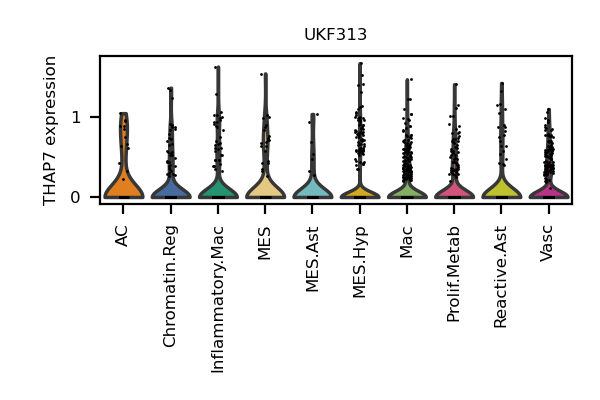 UKF313
THAP7 expression
1
0
AC
Chromatin.Reg
Inflammatory.Mac
MES
MES.Ast
MES.Hyp
Mac
Prolif.Metab
Reactive.Ast
Vasc